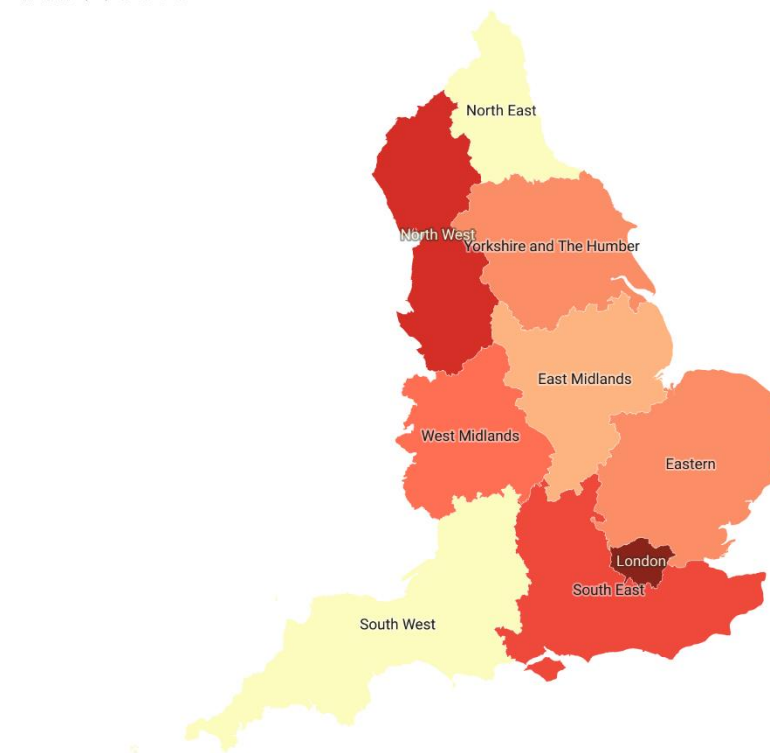 North East
North West
Yorkshire and The Humber
East Midlands
West Midlands
Eastern
London
South East
South West